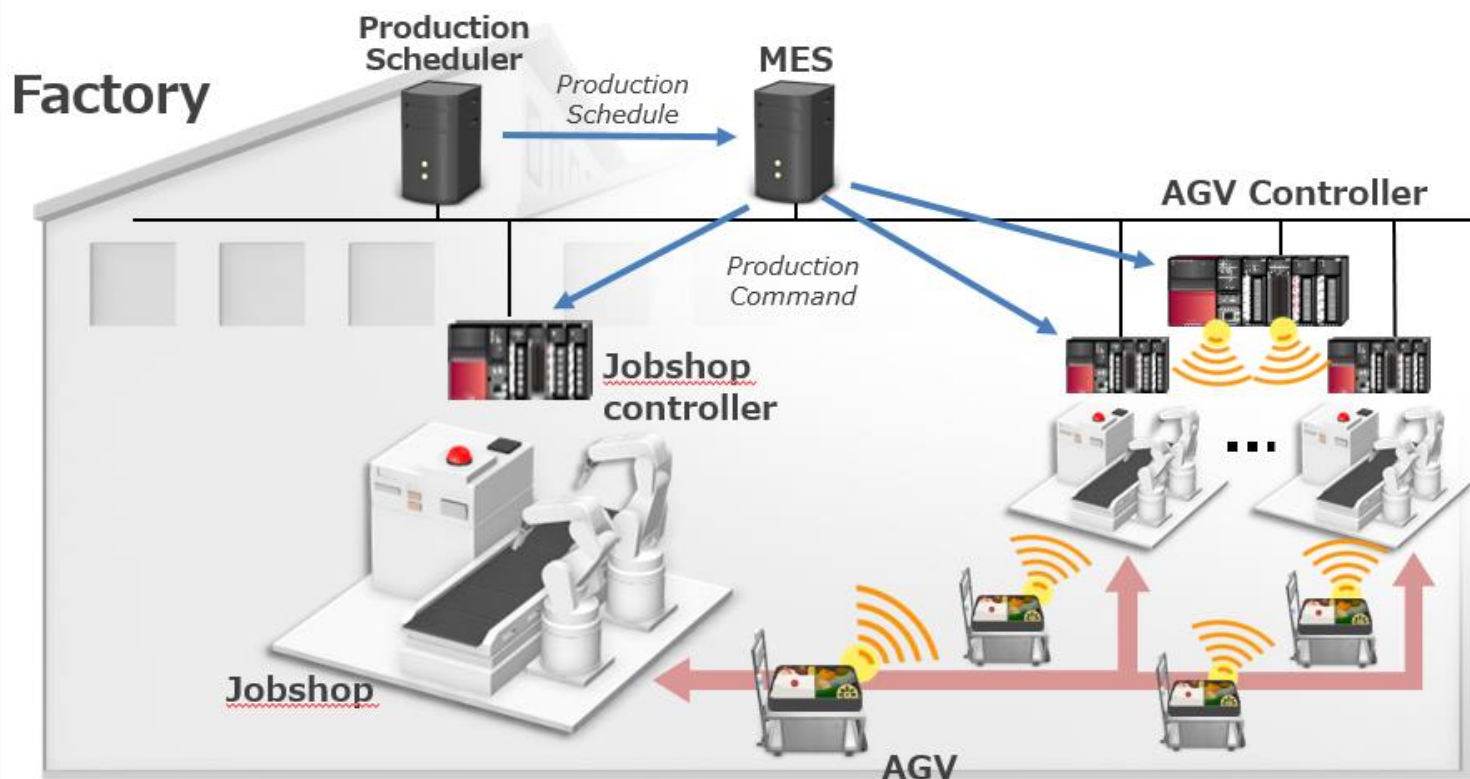 Factory
Production
Scheduler
Production
Schedule
MES
AGV Controller
Production
Command
Jobshop
controller
Jobshop
AGV